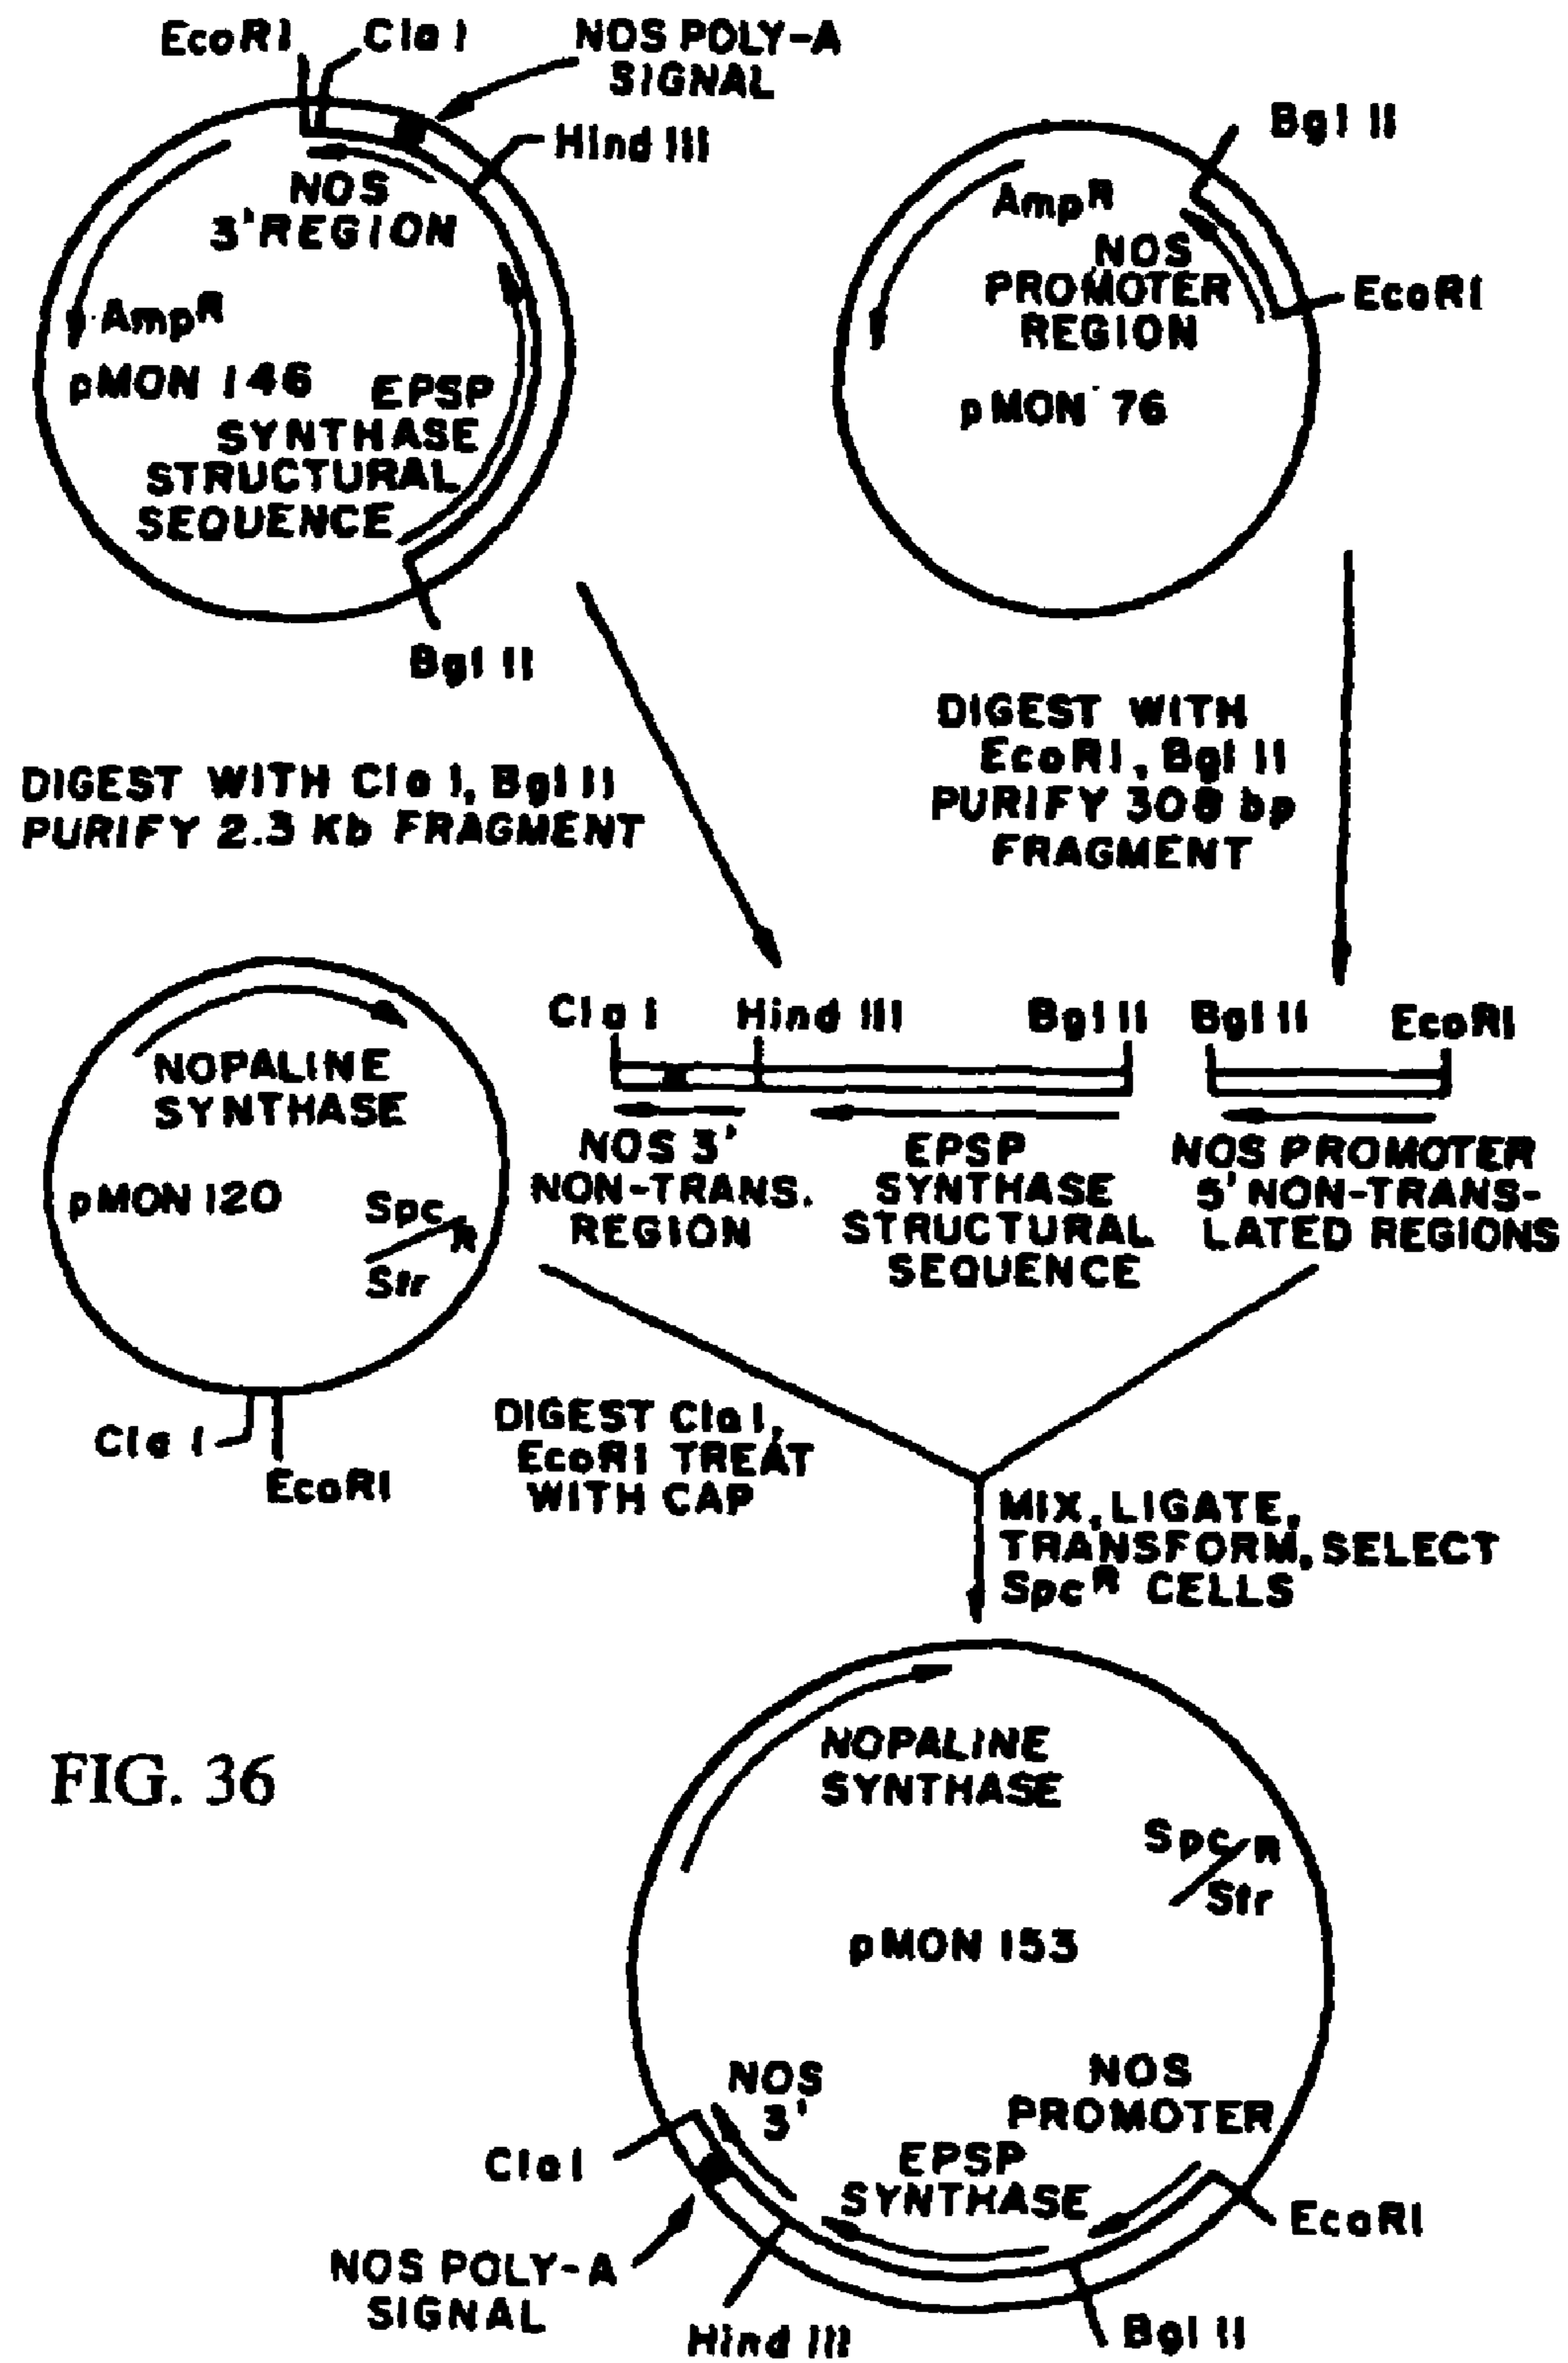 EcoRI
Cla I
NOS POLY-A
SIGNAL
Hind III
NOS
3'REGION
AmpR
pMON 146
EPSP
SYNTHASE
STRUCTURAL
SEQUENCE
Bgl II
Bgl II
AmpR
NOS
PROMOTER
REGION
EcoRI
pMON 76
DIGEST WITH Cla I, Bgl II
PURIFY 2.3 Kb FRAGMENT
DIGEST WITH
EcoRI, Bgl II
PURIFY 308 bp
FRAGMENT
NOPALINE
SYNTHASE
pMON 120
Spc R
Str
Cla I
EcoRI
Cla I
Hind III
Bgl II
Bgl II
EcoRI
NOS 3'
NON-TRANS.
REGION
EPSP
SYNTHASE
STRUCTURAL
SEQUENCE
NOS PROMOTER
5' NON-TRANS-
LATED REGIONS
DIGEST Cla I,
EcoRI TREAT
WITH CAP
MIX, LIGATE,
TRANSFORM, SELECT
SpcR CELLS
FIG. 36
NOPALINE
SYNTHASE
Spc R
Str
pMON 153
NOS
3'
NOS
PROMOTER
EPSP
SYNTHASE
Cla I
EcoRI
NOS POLY-A
SIGNAL
Hind III
Bgl II